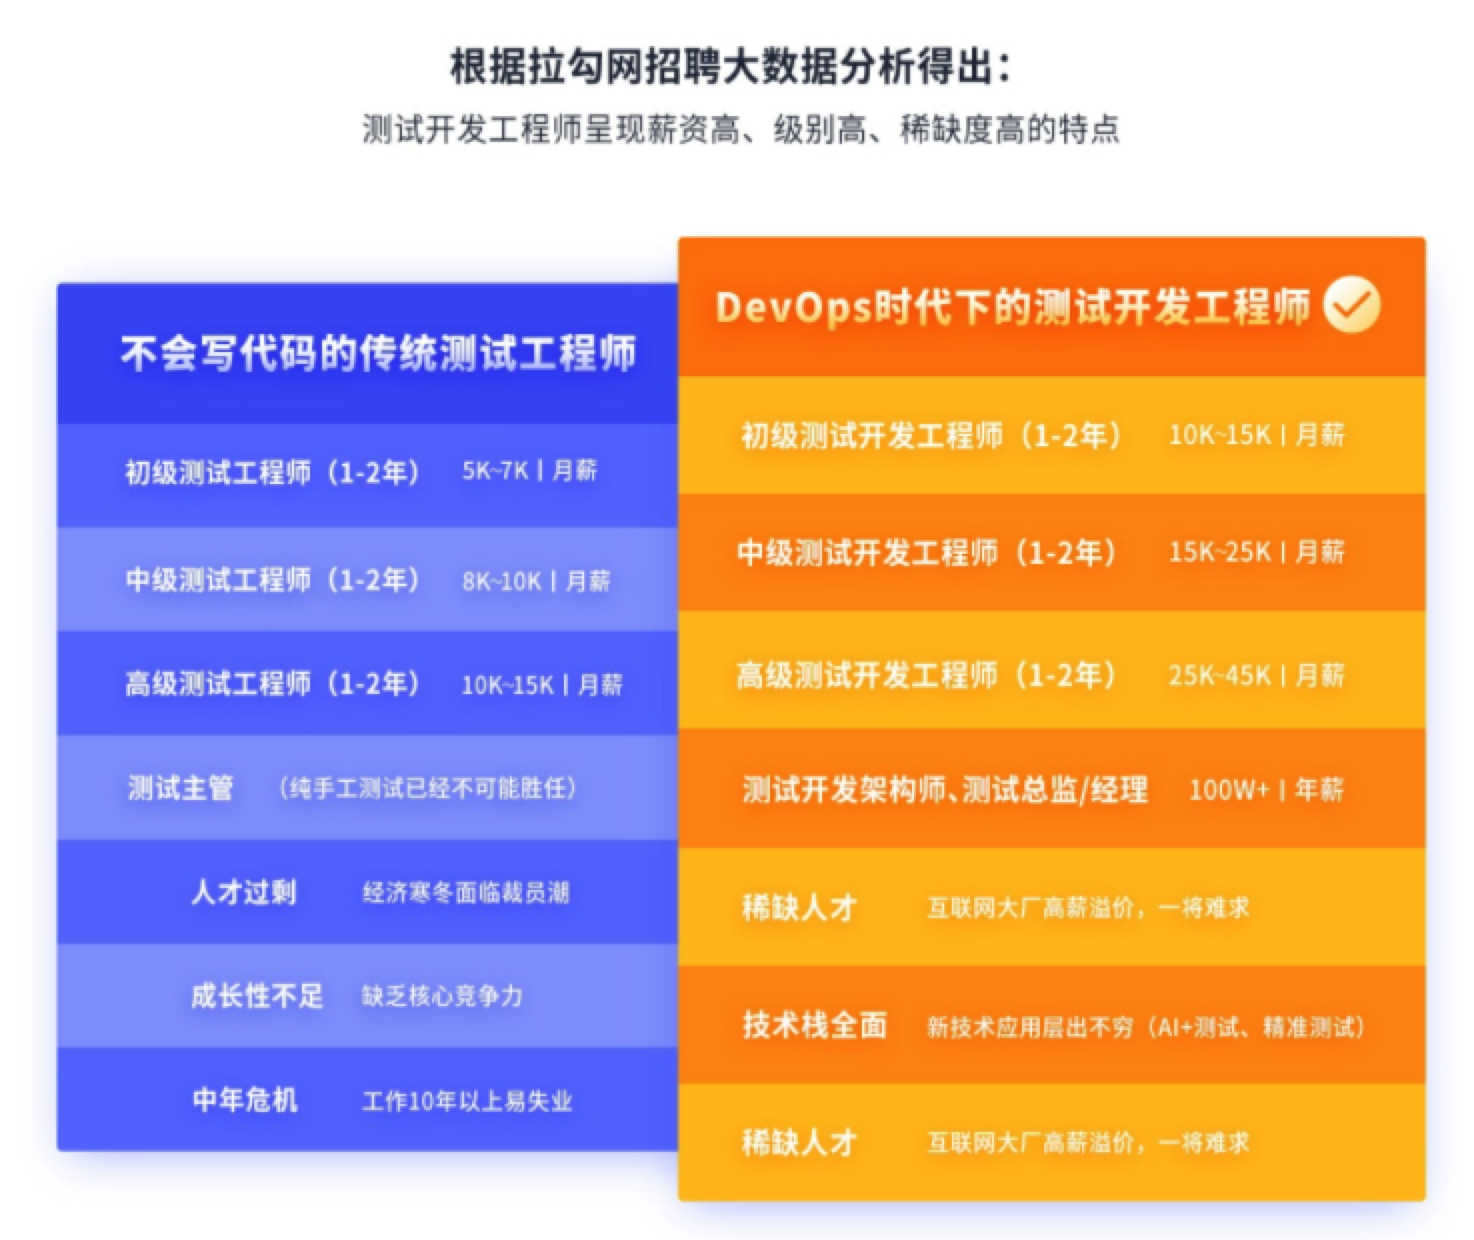 根据拉勾网招聘大数据分析得出：
测试开发工程师呈现薪资高、级别高、稀缺度高的特点
不会写代码的传统测试工程师
初级测试工程师（1-2年） 5K~7K | 月薪
中级测试工程师（1-2年） 8K~10K | 月薪
高级测试工程师（1-2年） 10K~15K | 月薪
测试主管 （纯手工测试已经不可能胜任）
人才过剩 经济寒冬面临裁员潮
成长性不足 缺乏核心竞争力
中年危机 工作10年以上易失业
DevOps时代下的测试开发工程师
初级测试开发工程师（1-2年） 10K~15K | 月薪
中级测试开发工程师（1-2年） 15K~25K | 月薪
高级测试开发工程师（1-2年） 25K~45K | 月薪
测试开发架构师、测试总监/经理 100W+ | 年薪
稀缺人才 互联网大厂高薪溢价，一将难求
技术栈全面 新技术应用层出不穷（AI+测试、精准测试）
稀缺人才 互联网大厂高薪溢价，一将难求